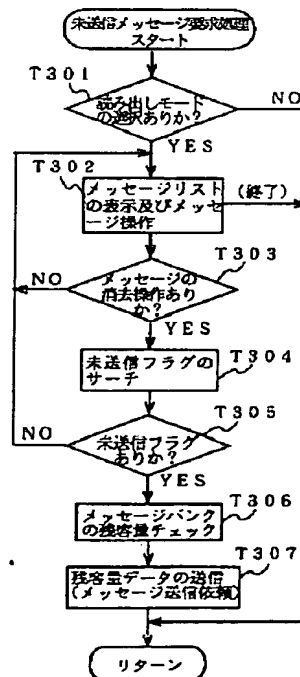 未送信メッセージ要求処理
スタート
T301
読み出しモード
の選択ありか?
NO
YES
T302
メッセージリスト
の表示及びメッセ
ージ操作
(終了)
T303
メッセージの
消去操作あり
か?
NO
YES
T304
未送信フラグの
サーチ
T305
未送信フラグ
ありか?
NO
YES
T306
メッセージバンク
の残容量チェック
T307
残容量データの送信
(メッセージ送信依頼)
リターン